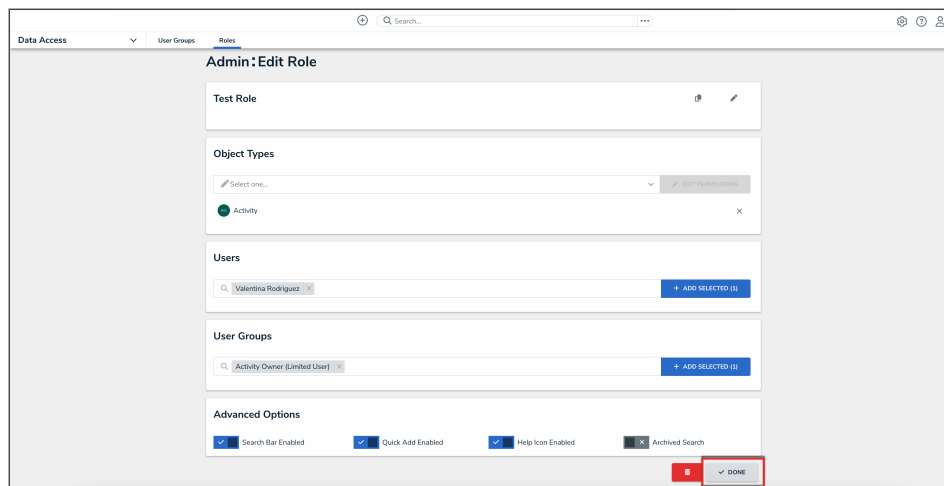 Search...
Data Access User Groups Roles
Admin: Edit Role
Test Role
Object Types
Select one... EDIT PERMISSIONS
Activity
Users
Valentina Rodriguez + ADD SELECTED (1)
User Groups
Activity Owner (Limited User) + ADD SELECTED (1)
Advanced Options
Search Bar Enabled Quick Add Enabled Help Icon Enabled Archived Search
DONE